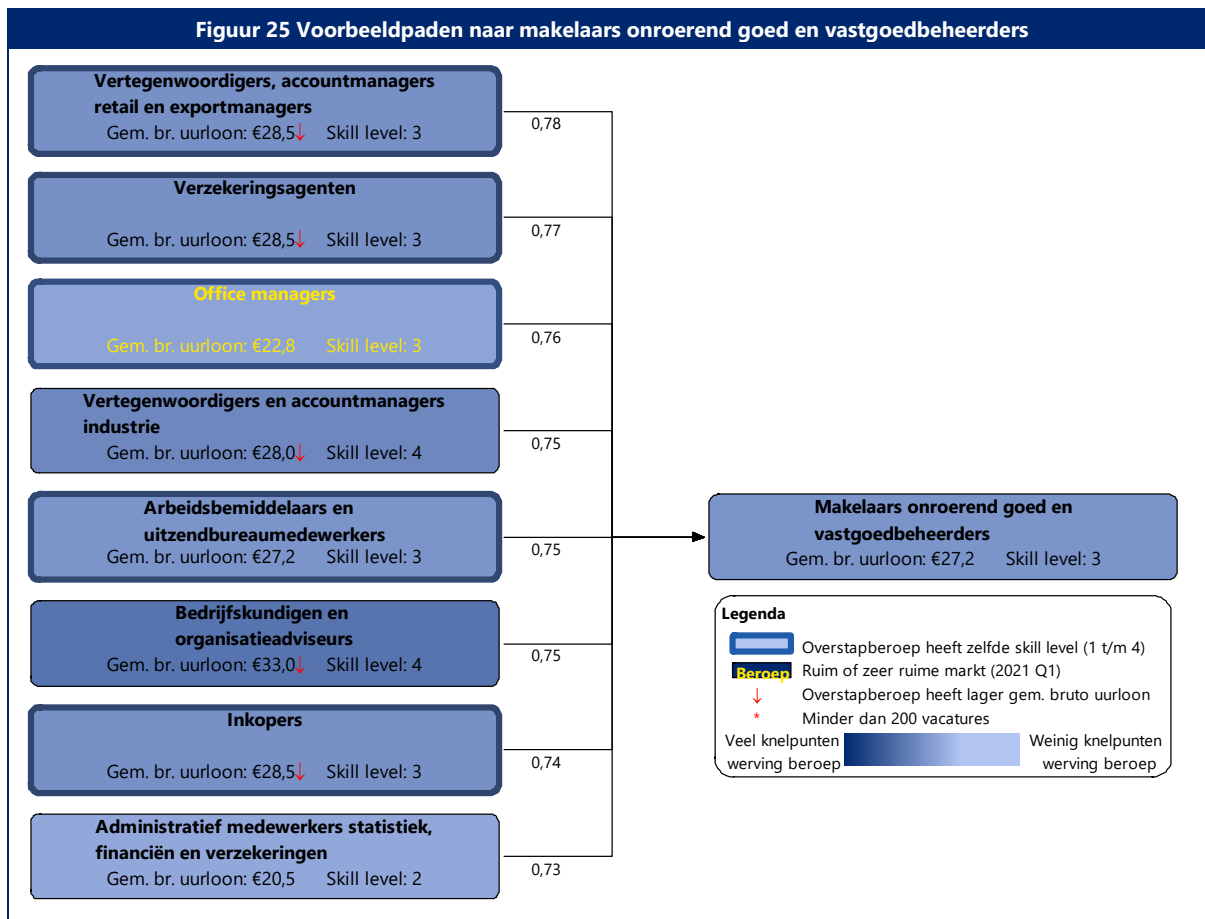 Figuur 25 Voorbeeldpaden naar makelaars onroerend goed en vastgoedbeheerders
Vertegenwoordigers, accountmanagers
retail en exportmanagers
Gem. br. uurloon: €28,5↓ Skill level: 3
0,78
Verzekeringsagenten
Gem. br. uurloon: €28,5↓ Skill level: 3
0,77
Office managers
Gem. br. uurloon: €22,8 Skill level: 3
0,76
Vertegenwoordigers en accountmanagers
industrie
Gem. br. uurloon: €28,0↓ Skill level: 4
0,75
Arbeidsbemiddelaars en
uitzendbureaumedewerkers
Gem. br. uurloon: €27,2 Skill level: 3
0,75
Bedrijfskundigen en
organisatieadviseurs
Gem. br. uurloon: €33,0↓ Skill level: 4
0,75
Inkopers
Gem. br. uurloon: €28,5↓ Skill level: 3
0,74
Administratief medewerkers statistiek,
financiën en verzekeringen
Gem. br. uurloon: €20,5 Skill level: 2
0,73
Makelaars onroerend goed en
vastgoedbeheerders
Gem. br. uurloon: €27,2 Skill level: 3
Legenda
Overstapberoep heeft zelfde skill level (1 t/m 4)
Beroep Ruim of zeer ruime markt (2021 Q1)
↓ Overstapberoep heeft lager gem. bruto uurloon
* Minder dan 200 vacatures
Veel knelpunten
werving beroep
Weinig knelpunten
werving beroep